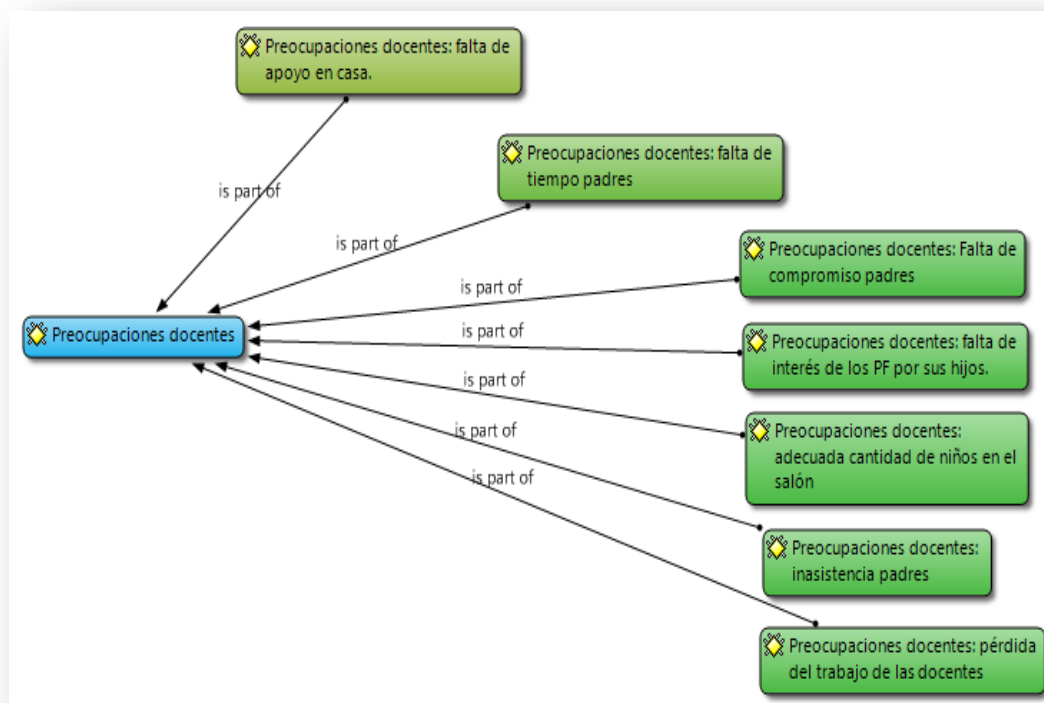 Preocupaciones docentes: falta de
apoyo en casa.
Preocupaciones docentes: falta de
tiempo padres
is part of
is part of
Preocupaciones docentes: Falta de
compromiso padres
is part of
Preocupaciones docentes
is part of
Preocupaciones docentes: falta de
interés de los PF por sus hijos.
is part of
Preocupaciones docentes:
adecuada cantidad de niños en el
salón
is part of
is part of
Preocupaciones docentes:
inasistencia padres
Preocupaciones docentes: pérdida
del trabajo de las docentes